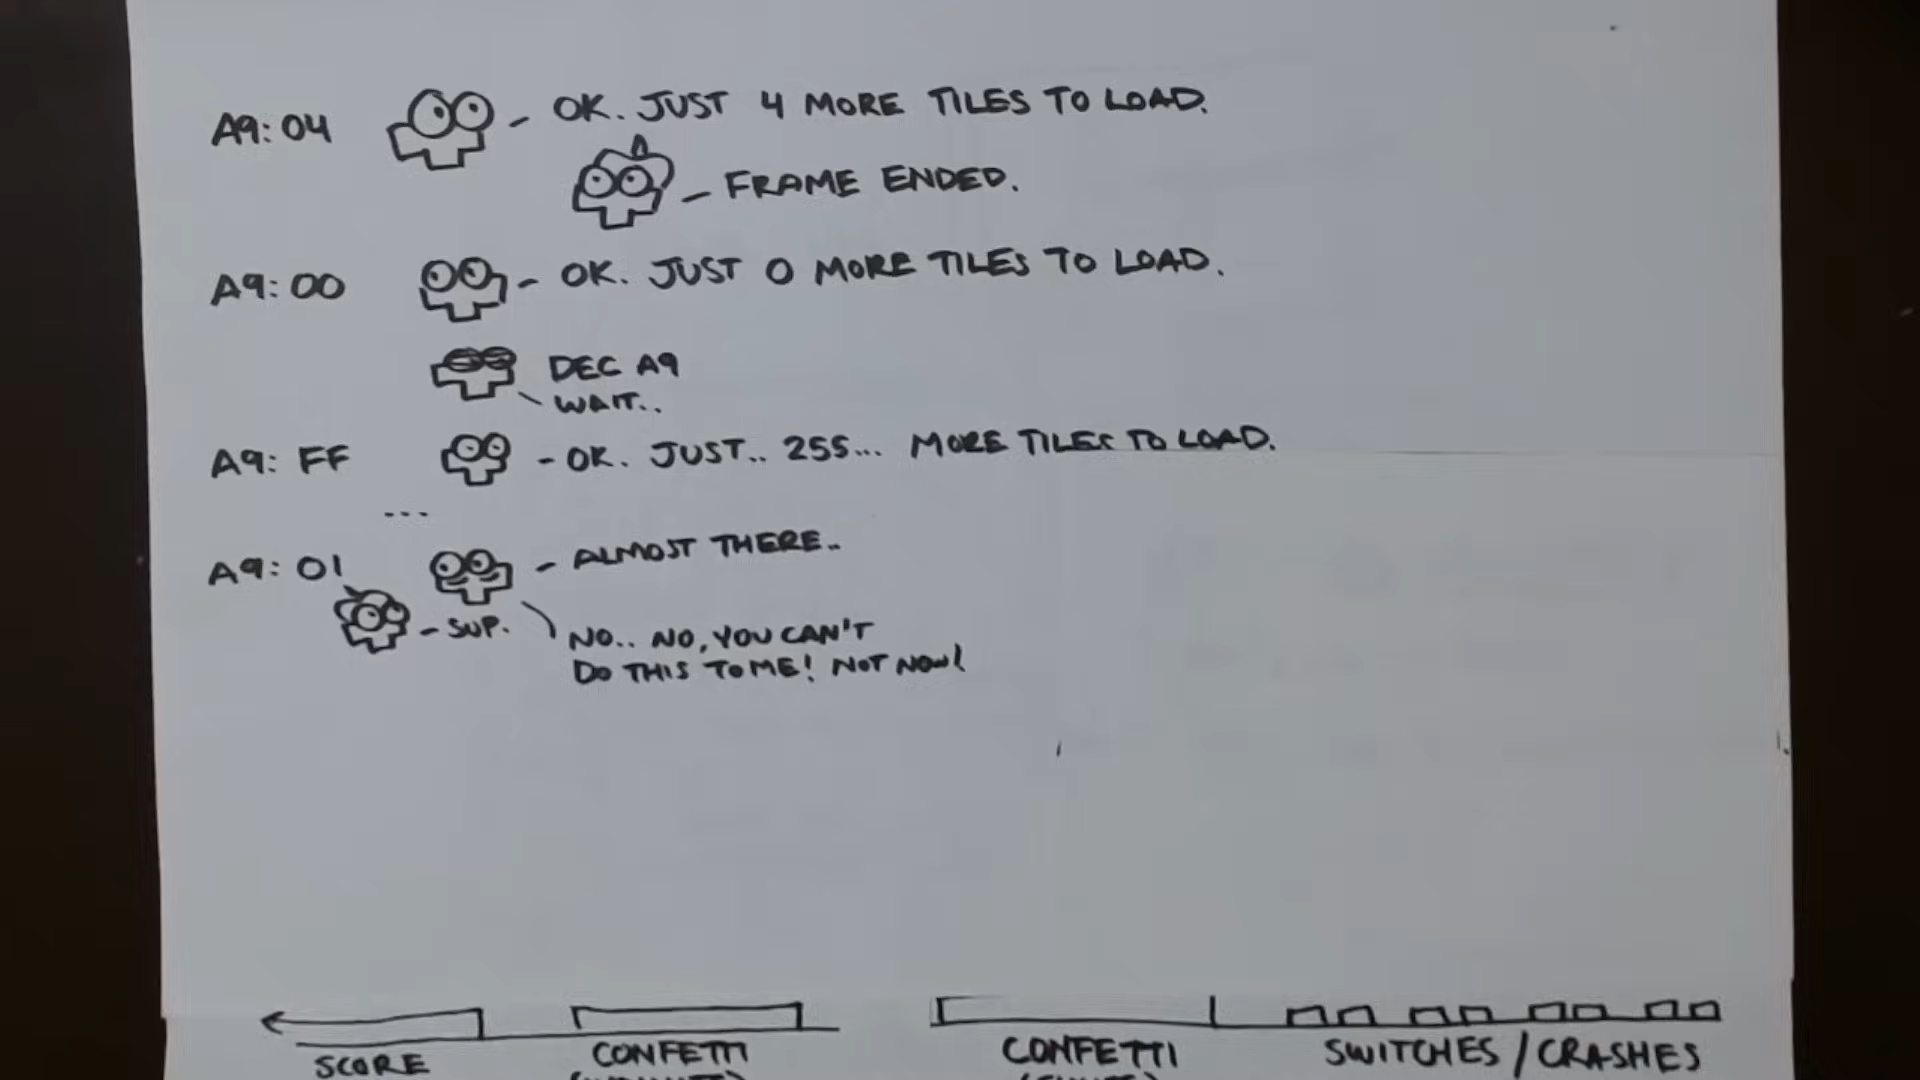 A9: 04 - OK. JUST 4 MORE TILES TO LOAD.
- FRAME ENDED.
A9: 00 - OK. JUST 0 MORE TILES TO LOAD.
DEC A9
WAIT..
A9: FF - OK. JUST.. 255... MORE TILES TO LOAD.
...
A9: 01 - ALMOST THERE..
- SUP.
NO.. NO, YOU CAN'T
DO THIS TO ME! NOT NOW!
SCORE CONFETTI CONFETTI SWITCHES / CRASHES